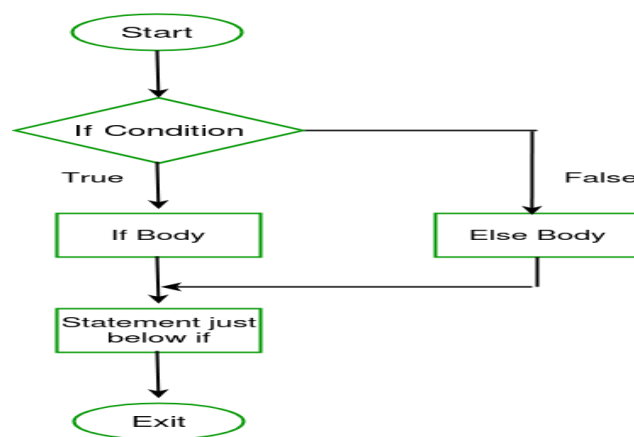 Start
If Condition
True
False
If Body
Else Body
Statement just
below if
Exit